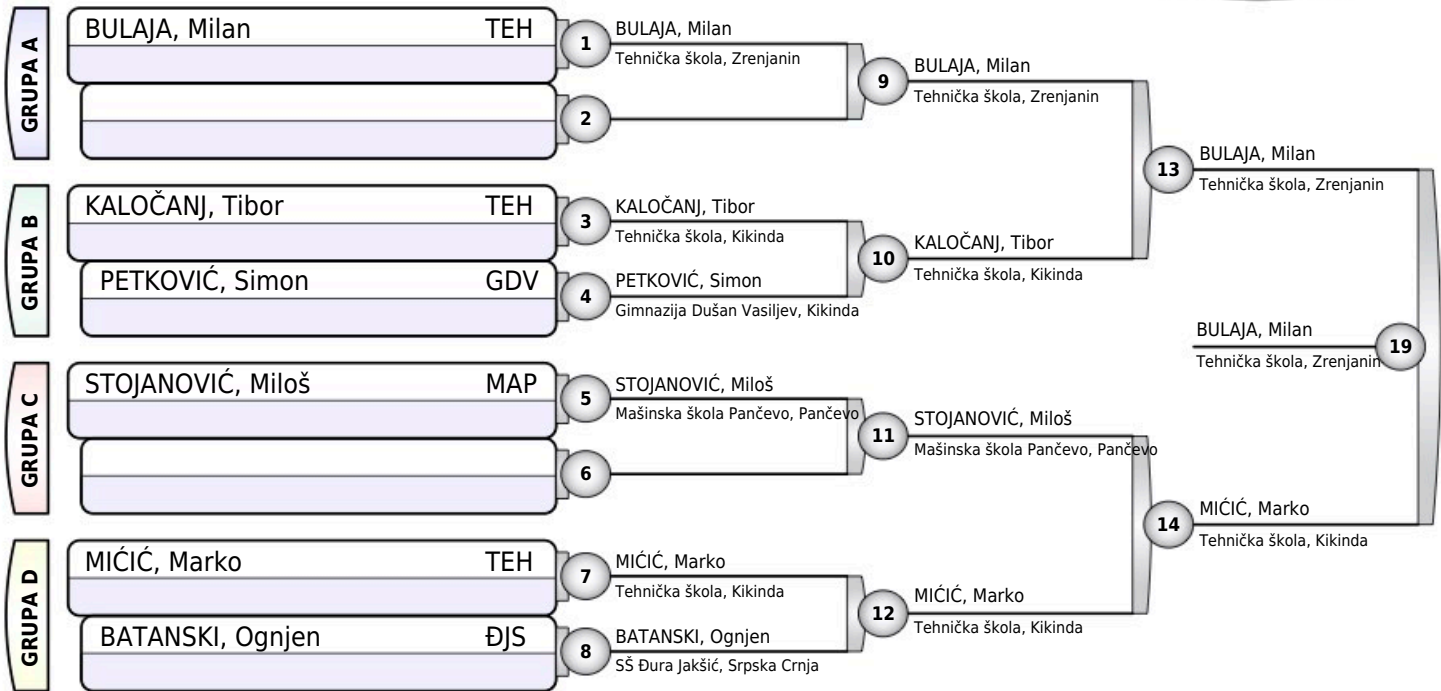 GRUPA A
BULAJA, Milan TEH
1
BULAJA, Milan
Tehnička škola, Zrenjanin
2
9
BULAJA, Milan
Tehnička škola, Zrenjanin
GRUPA B
KALOČANJ, Tibor TEH
3
KALOČANJ, Tibor
Tehnička škola, Kikinda
PETKOVIĆ, Simon GDV
4
PETKOVIĆ, Simon
Gimnazija Dušan Vasiljev, Kikinda
10
KALOČANJ, Tibor
Tehnička škola, Kikinda
13
BULAJA, Milan
Tehnička škola, Zrenjanin
GRUPA C
STOJANOVIĆ, Miloš MAP
5
STOJANOVIĆ, Miloš
Mašinska škola Pančevo, Pančevo
6
11
STOJANOVIĆ, Miloš
Mašinska škola Pančevo, Pančevo
GRUPA D
MIĆIĆ, Marko TEH
7
MIĆIĆ, Marko
Tehnička škola, Kikinda
BATANSKI, Ognjen ĐJS
8
BATANSKI, Ognjen
SŠ Đura Jakšić, Srpska Crnja
12
MIĆIĆ, Marko
Tehnička škola, Kikinda
14
MIĆIĆ, Marko
Tehnička škola, Kikinda
BULAJA, Milan
Tehnička škola, Zrenjanin
19